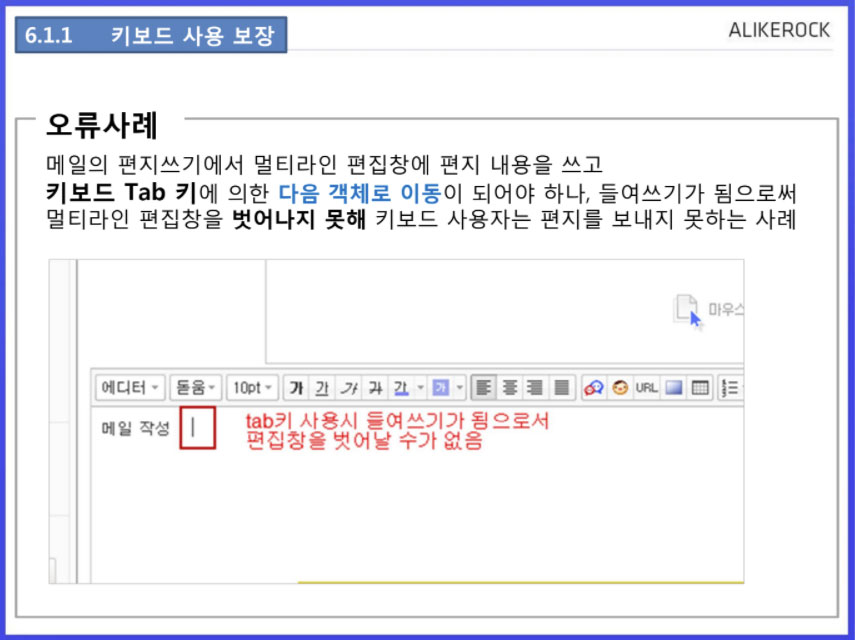 6.1.1 키보드 사용 보장
ALIKEROCK
오류사례
메일의 편지쓰기에서 멀티라인 편집창에 편지 내용을 쓰고
키보드 Tab 키에 의한 다음 객체로 이동이 되어야 하나, 들여쓰기가 됨으로써
멀티라인 편집창을 벗어나지 못해 키보드 사용자는 편지를 보내지 못하는 사례
마우스
에디터 돋움 10pt 가 가 가 가 가 가 URL
메일 작성
tab키 사용시 들여쓰기가 됨으로서
편집창을 벗어날 수가 없음